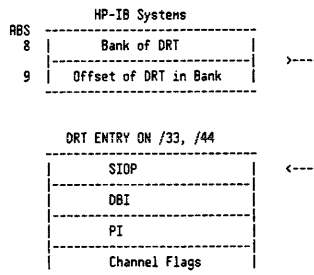 HP-IB Systems
ABS
8 Bank of DRT
>---
9 Offset of DRT in Bank
DRT ENTRY ON /33, /44
SIOP <---
DBI
PI
Channel Flags